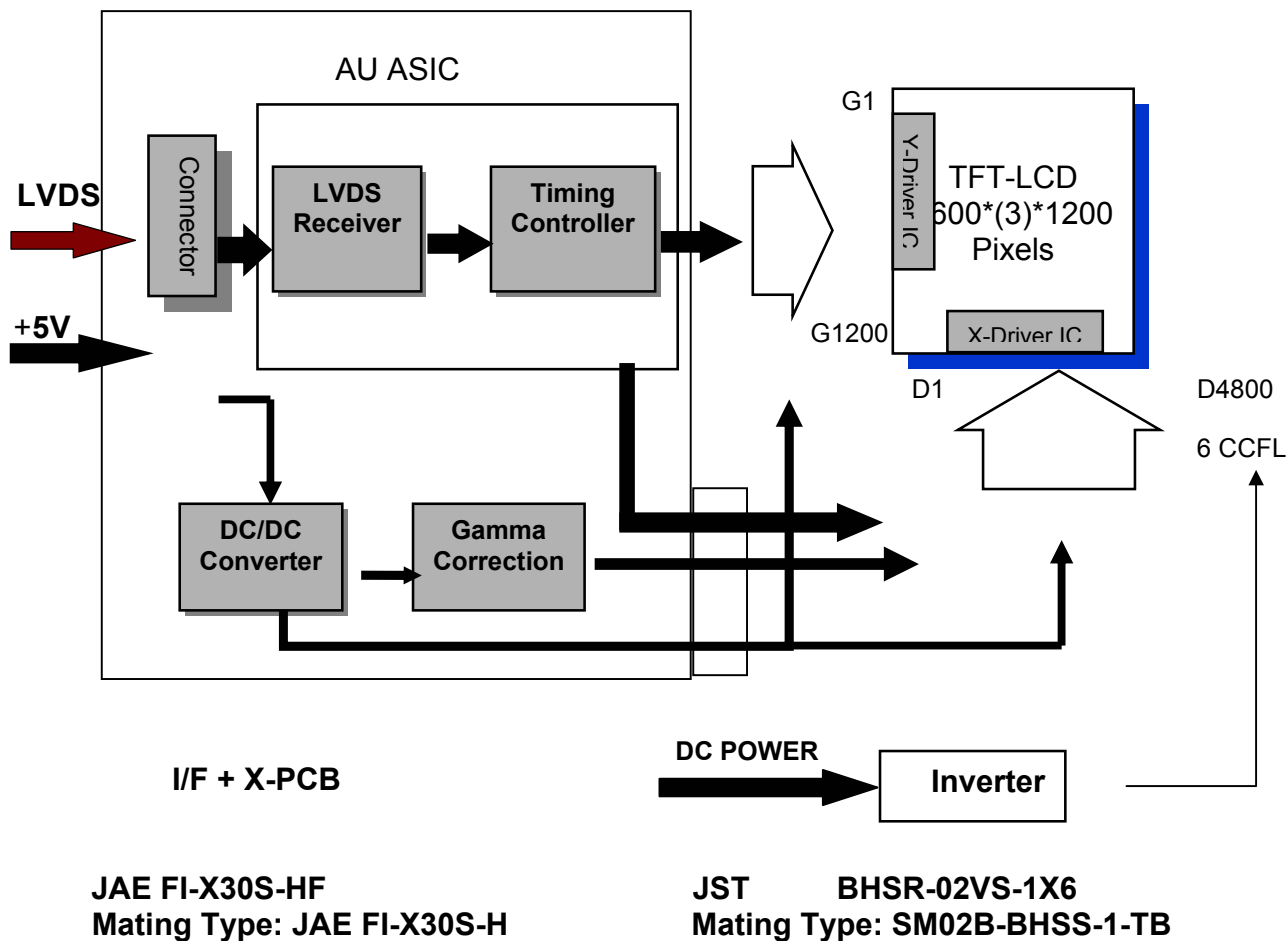 AU ASIC
LVDS
+5V
Connector
LVDS
Receiver
Timing
Controller
G1
G1200
Y-Driver IC
TFT-LCD
600*(3)*1200
Pixels
X-Driver IC
D1
D4800
6 CCFL
DC/DC
Converter
Gamma
Correction
I/F + X-PCB
DC POWER
Inverter
JAE FI-X30S-HF
Mating Type: JAE FI-X30S-H
JST BHSR-02VS-1X6
Mating Type: SM02B-BHSS-1-TB